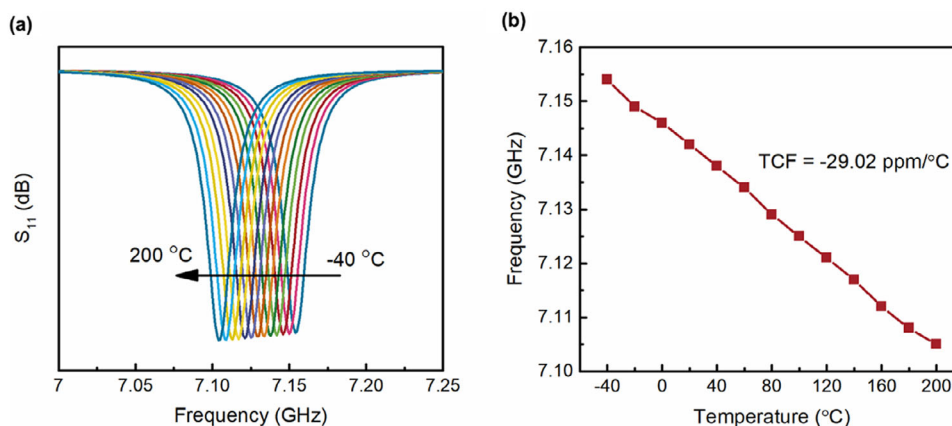 (a)
S₁₁ (dB)
200 °C
-40 °C
7
7.05
7.10
7.15
7.20
7.25
Frequency (GHz)
(b)
Frequency (GHz)
7.16
7.15
7.14
7.13
7.12
7.11
7.10
TCF = -29.02 ppm/°C
-40
0
40
80
120
160
200
Temperature (°C)